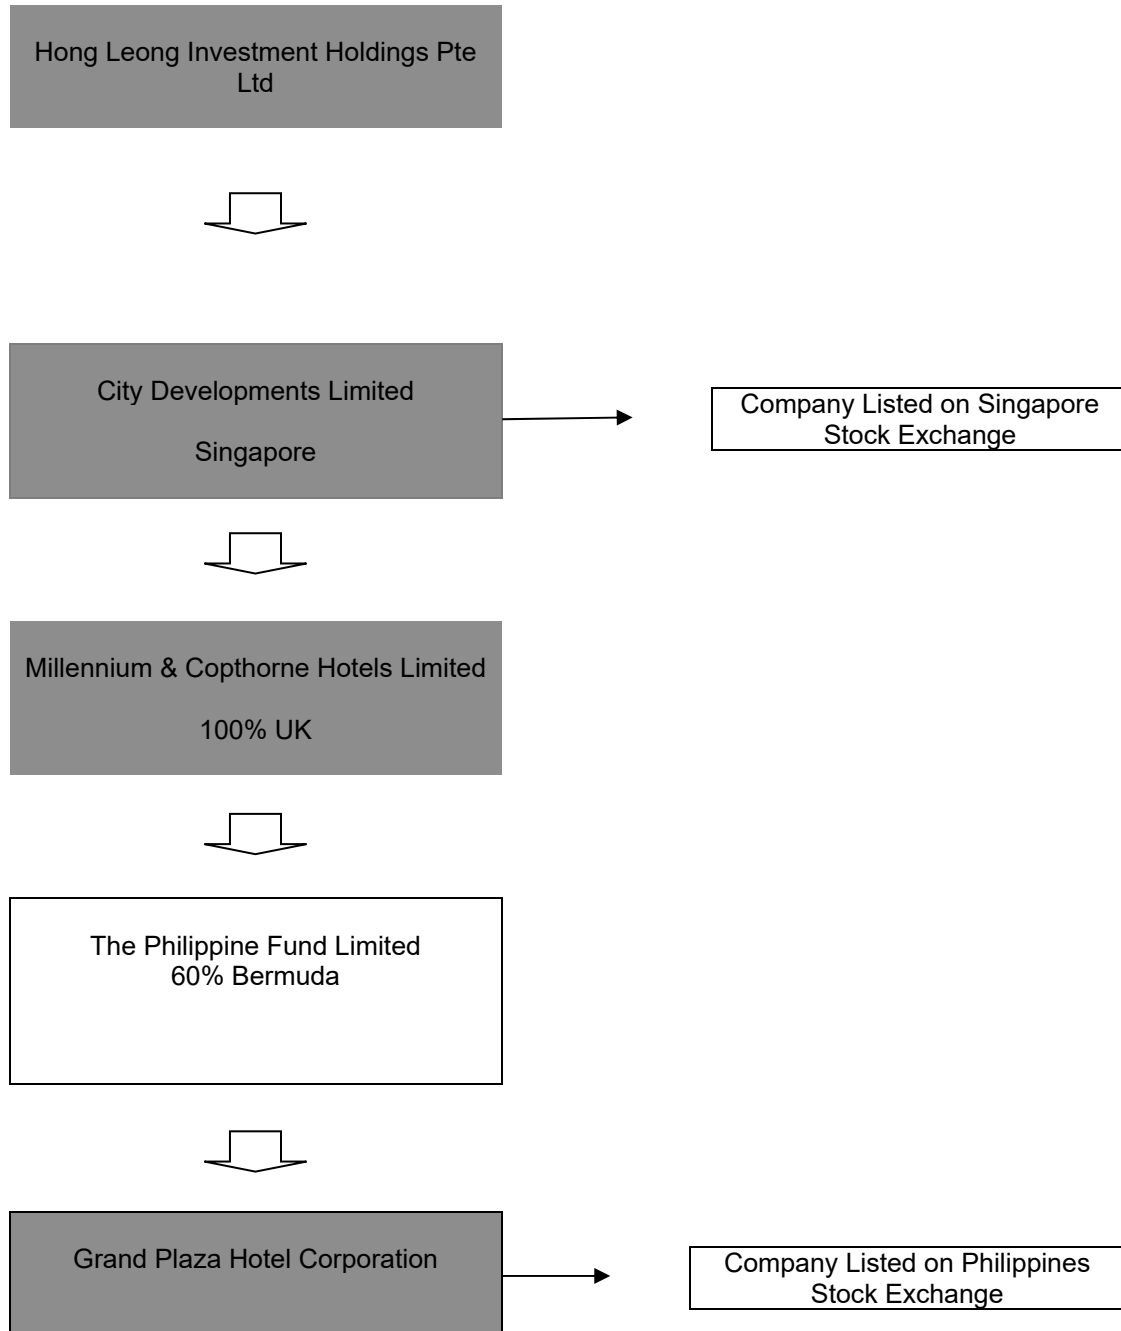 Hong Leong Investment Holdings Pte
Ltd
City Developments Limited
Singapore
Company Listed on Singapore
Stock Exchange
Millennium & Copthorne Hotels Limited
100% UK
The Philippine Fund Limited
60% Bermuda
Grand Plaza Hotel Corporation
Company Listed on Philippines
Stock Exchange